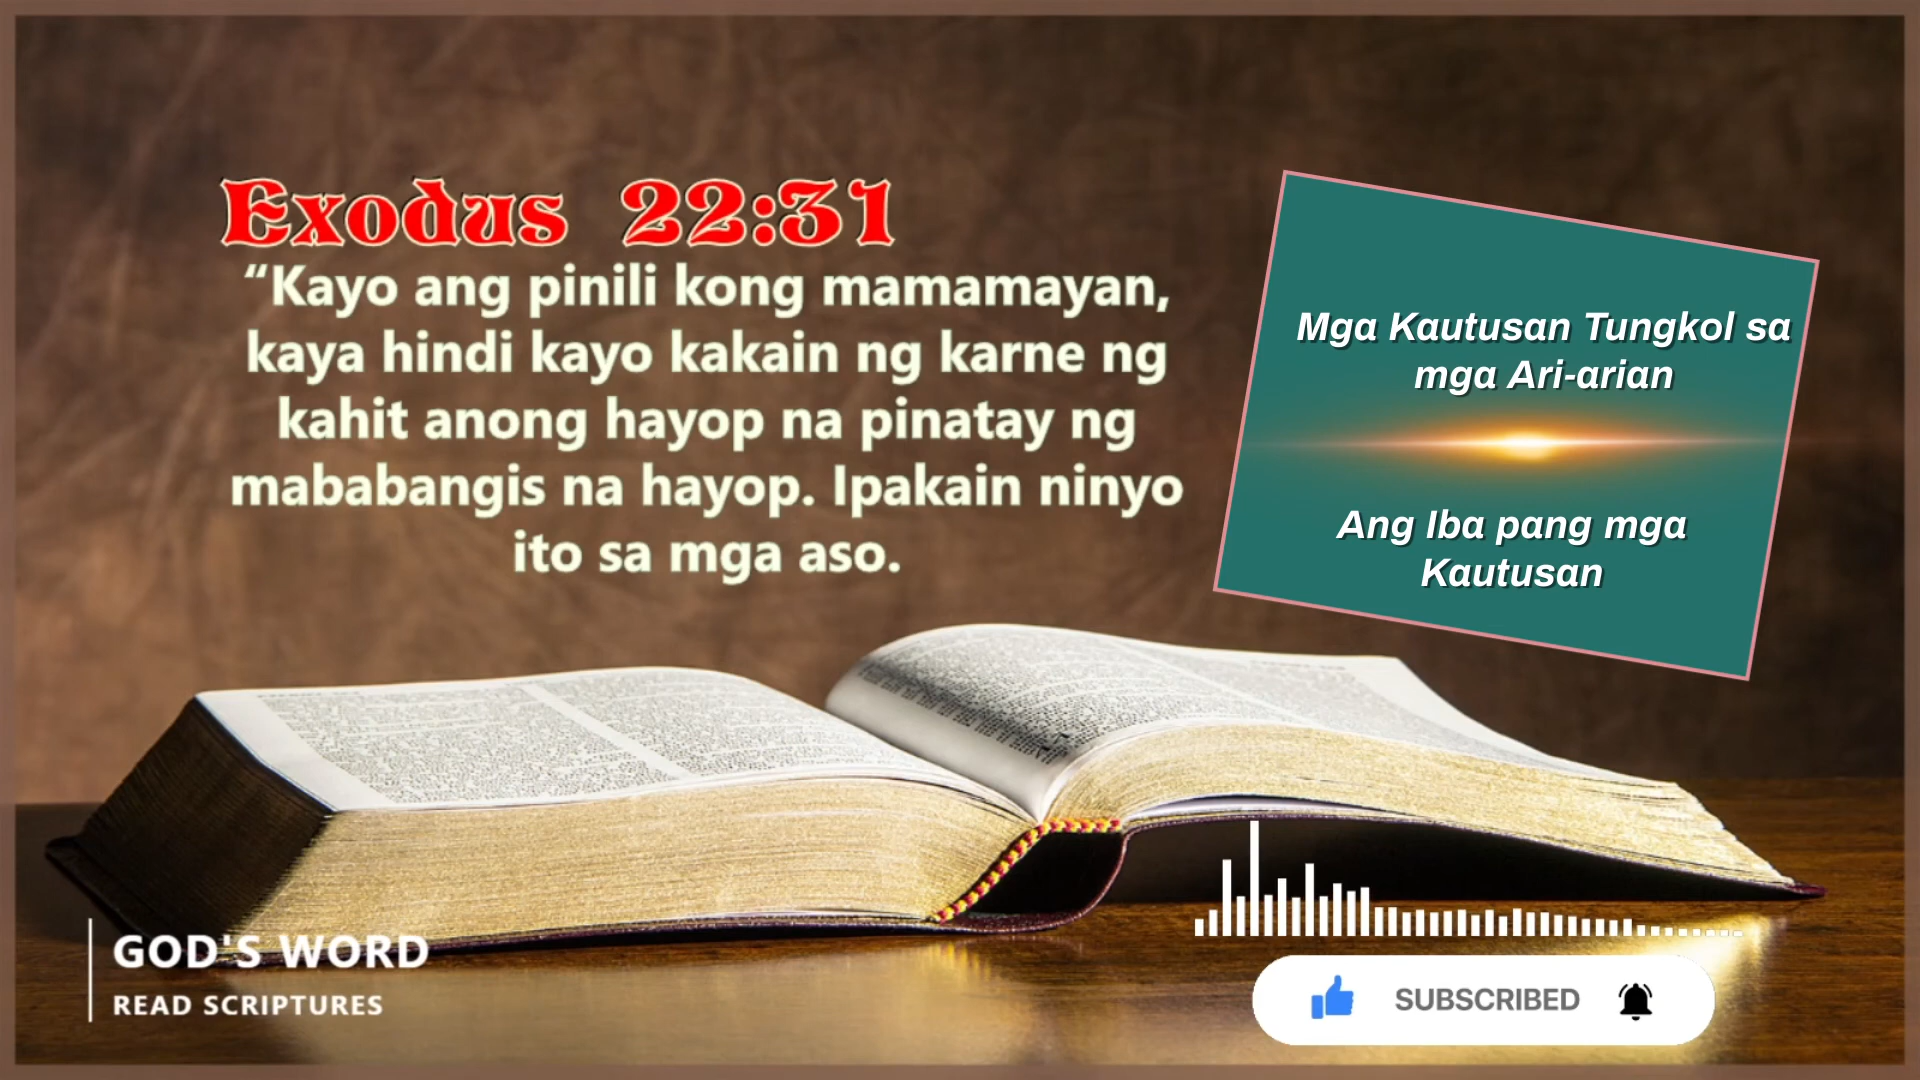 Exodus 22:31
“Kayo ang pinili kong mamamayan,
kaya hindi kayo kakain ng karne ng
kahit anong hayop na pinatay ng
mababangis na hayop. Ipakain ninyo
ito sa mga aso.
Mga Kautusan Tungkol sa
mga Ari-arian
Ang Iba pang mga
Kautusan
GOD'S WORD
READ SCRIPTURES
SUBSCRIBED